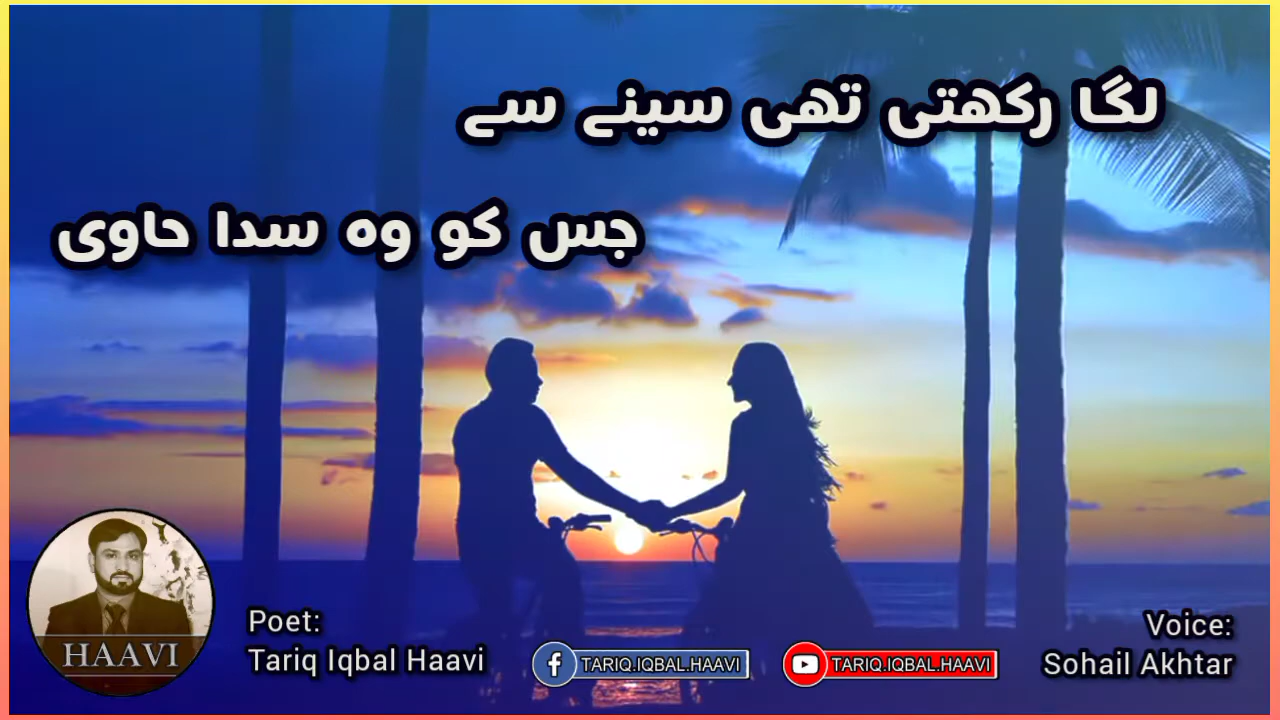 لگا رکھتی تھی سینے سے
جس کو وہ سدا حاوی
HAAVI
Poet:
Tariq Iqbal Haavi
TARIQ.IQBAL.HAAVI
TARIQ.IQBAL.HAAVI
Voice:
Sohail Akhtar